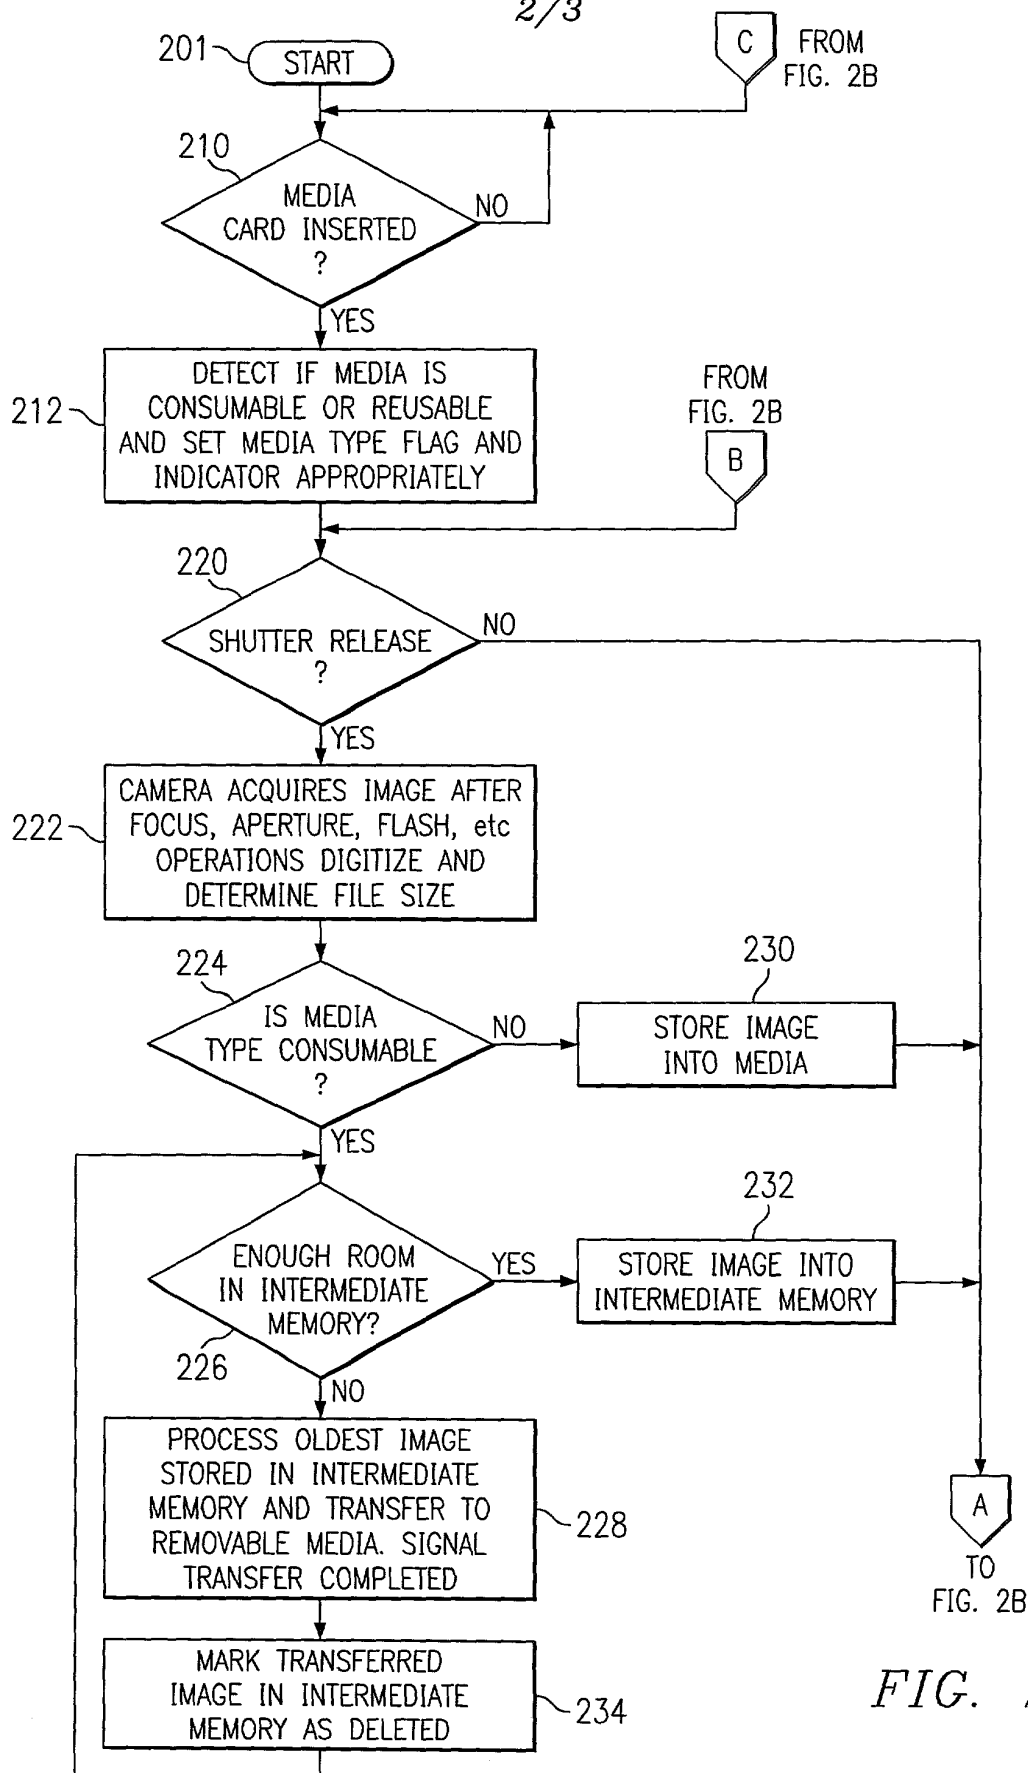 2/3
201
START
C
FROM
FIG. 2B
210
MEDIA
CARD INSERTED
?
NO
YES
212
DETECT IF MEDIA IS
CONSUMABLE OR REUSABLE
AND SET MEDIA TYPE FLAG AND
INDICATOR APPROPRIATELY
FROM
FIG. 2B
B
220
SHUTTER RELEASE
?
NO
YES
222
CAMERA ACQUIRES IMAGE AFTER
FOCUS, APERTURE, FLASH, etc
OPERATIONS DIGITIZE AND
DETERMINE FILE SIZE
224
IS MEDIA
TYPE CONSUMABLE
?
NO
230
STORE IMAGE
INTO MEDIA
YES
ENOUGH ROOM
IN INTERMEDIATE
MEMORY?
226
YES
232
STORE IMAGE INTO
INTERMEDIATE MEMORY
NO
PROCESS OLDEST IMAGE
STORED IN INTERMEDIATE
MEMORY AND TRANSFER TO
REMOVABLE MEDIA. SIGNAL
TRANSFER COMPLETED
228
A
TO
FIG. 2B
MARK TRANSFERRED
IMAGE IN INTERMEDIATE
MEMORY AS DELETED
234
FIG.